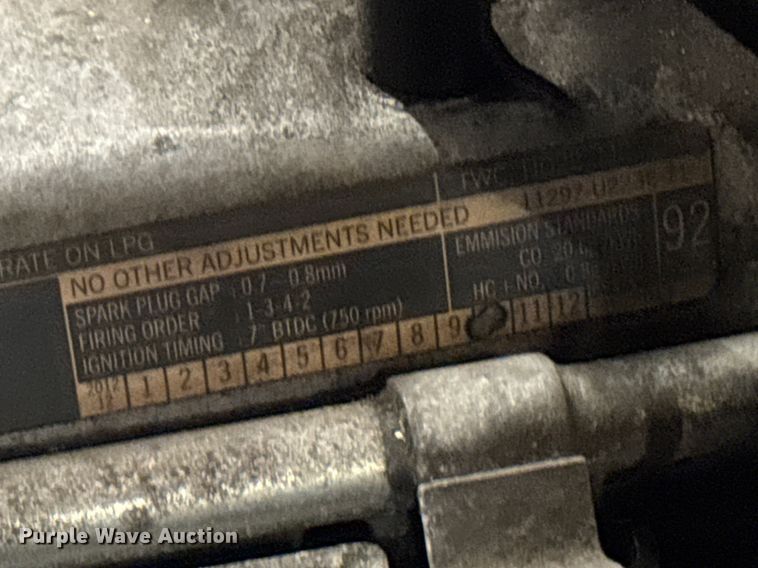 RATE ON LPG
TWC
NO OTHER ADJUSTMENTS NEEDED
11297
SPARK PLUG GAP : 0.7 - 0.8mm
FIRING ORDER : 1-3-4-2
IGNITION TIMING : 7° BTDC (750 rpm)
EMMISION STANDARDS
CO
HC + NO
92
2012 1 2 3 4 5 6 7 8 9 11 12
Purple Wave Auction